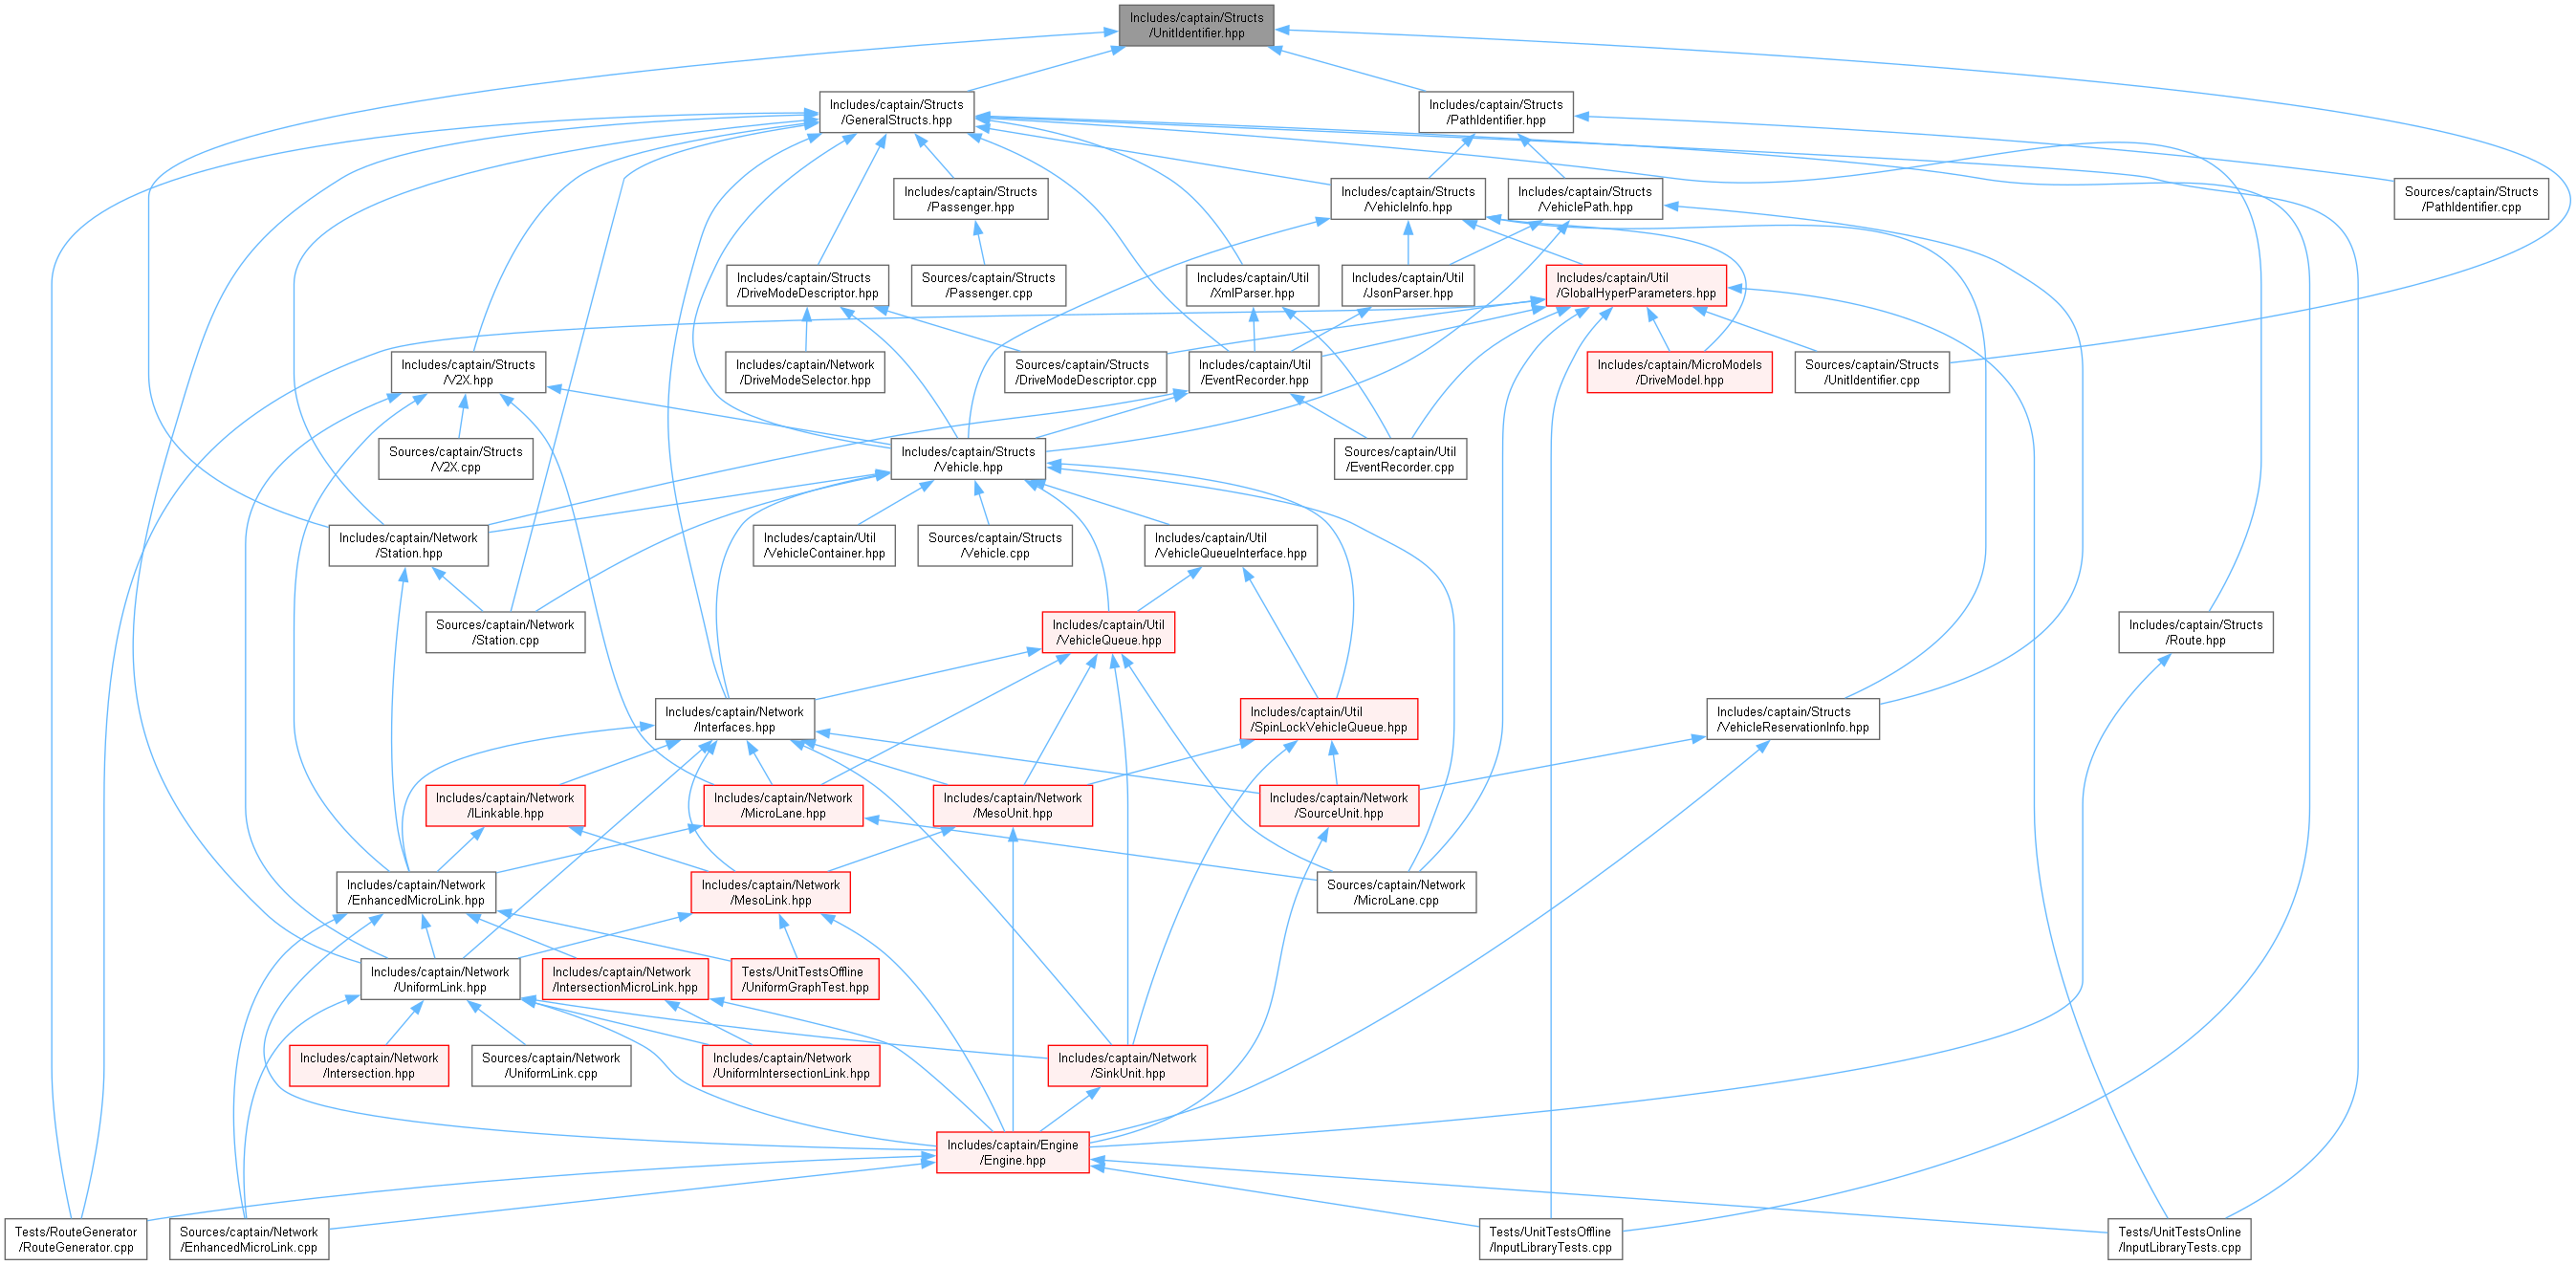 Includes/captain/Structs
/UnitIdentifier.hpp
Includes/captain/Structs
/GeneralStructs.hpp
Includes/captain/Structs
/PathIdentifier.hpp
Includes/captain/Structs
/Passenger.hpp
Includes/captain/Structs
/VehicleInfo.hpp
Includes/captain/Structs
/VehiclePath.hpp
Sources/captain/Structs
/PathIdentifier.cpp
Includes/captain/Structs
/DriveModeDescriptor.hpp
Sources/captain/Structs
/Passenger.cpp
Includes/captain/Util
/XmlParser.hpp
Includes/captain/Util
/JsonParser.hpp
Includes/captain/Util
/GlobalHyperParameters.hpp
Includes/captain/Structs
/V2X.hpp
Includes/captain/Network
/DriveModeSelector.hpp
Sources/captain/Structs
/DriveModeDescriptor.cpp
Includes/captain/Util
/EventRecorder.hpp
Includes/captain/MicroModels
/DriveModel.hpp
Sources/captain/Structs
/UnitIdentifier.cpp
Sources/captain/Structs
/V2X.cpp
Includes/captain/Structs
/Vehicle.hpp
Sources/captain/Util
/EventRecorder.cpp
Includes/captain/Network
/Station.hpp
Includes/captain/Util
/VehicleContainer.hpp
Sources/captain/Structs
/Vehicle.cpp
Includes/captain/Util
/VehicleQueueInterface.hpp
Sources/captain/Network
/Station.cpp
Includes/captain/Util
/VehicleQueue.hpp
Includes/captain/Structs
/Route.hpp
Includes/captain/Network
/Interfaces.hpp
Includes/captain/Util
/SpinLockVehicleQueue.hpp
Includes/captain/Structs
/VehicleReservationInfo.hpp
Includes/captain/Network
/ILinkable.hpp
Includes/captain/Network
/MicroLane.hpp
Includes/captain/Network
/MesoUnit.hpp
Includes/captain/Network
/SourceUnit.hpp
Includes/captain/Network
/EnhancedMicroLink.hpp
Includes/captain/Network
/MesoLink.hpp
Sources/captain/Network
/MicroLane.cpp
Includes/captain/Network
/UniformLink.hpp
Includes/captain/Network
/IntersectionMicroLink.hpp
Tests/UnitTestsOffline
/UniformGraphTest.hpp
Includes/captain/Network
/Intersection.hpp
Sources/captain/Network
/UniformLink.cpp
Includes/captain/Network
/UniformIntersectionLink.hpp
Includes/captain/Network
/SinkUnit.hpp
Includes/captain/Engine
/Engine.hpp
Tests/RouteGenerator
/RouteGenerator.cpp
Sources/captain/Network
/EnhancedMicroLink.cpp
Tests/UnitTestsOffline
/InputLibraryTests.cpp
Tests/UnitTestsOnline
/InputLibraryTests.cpp